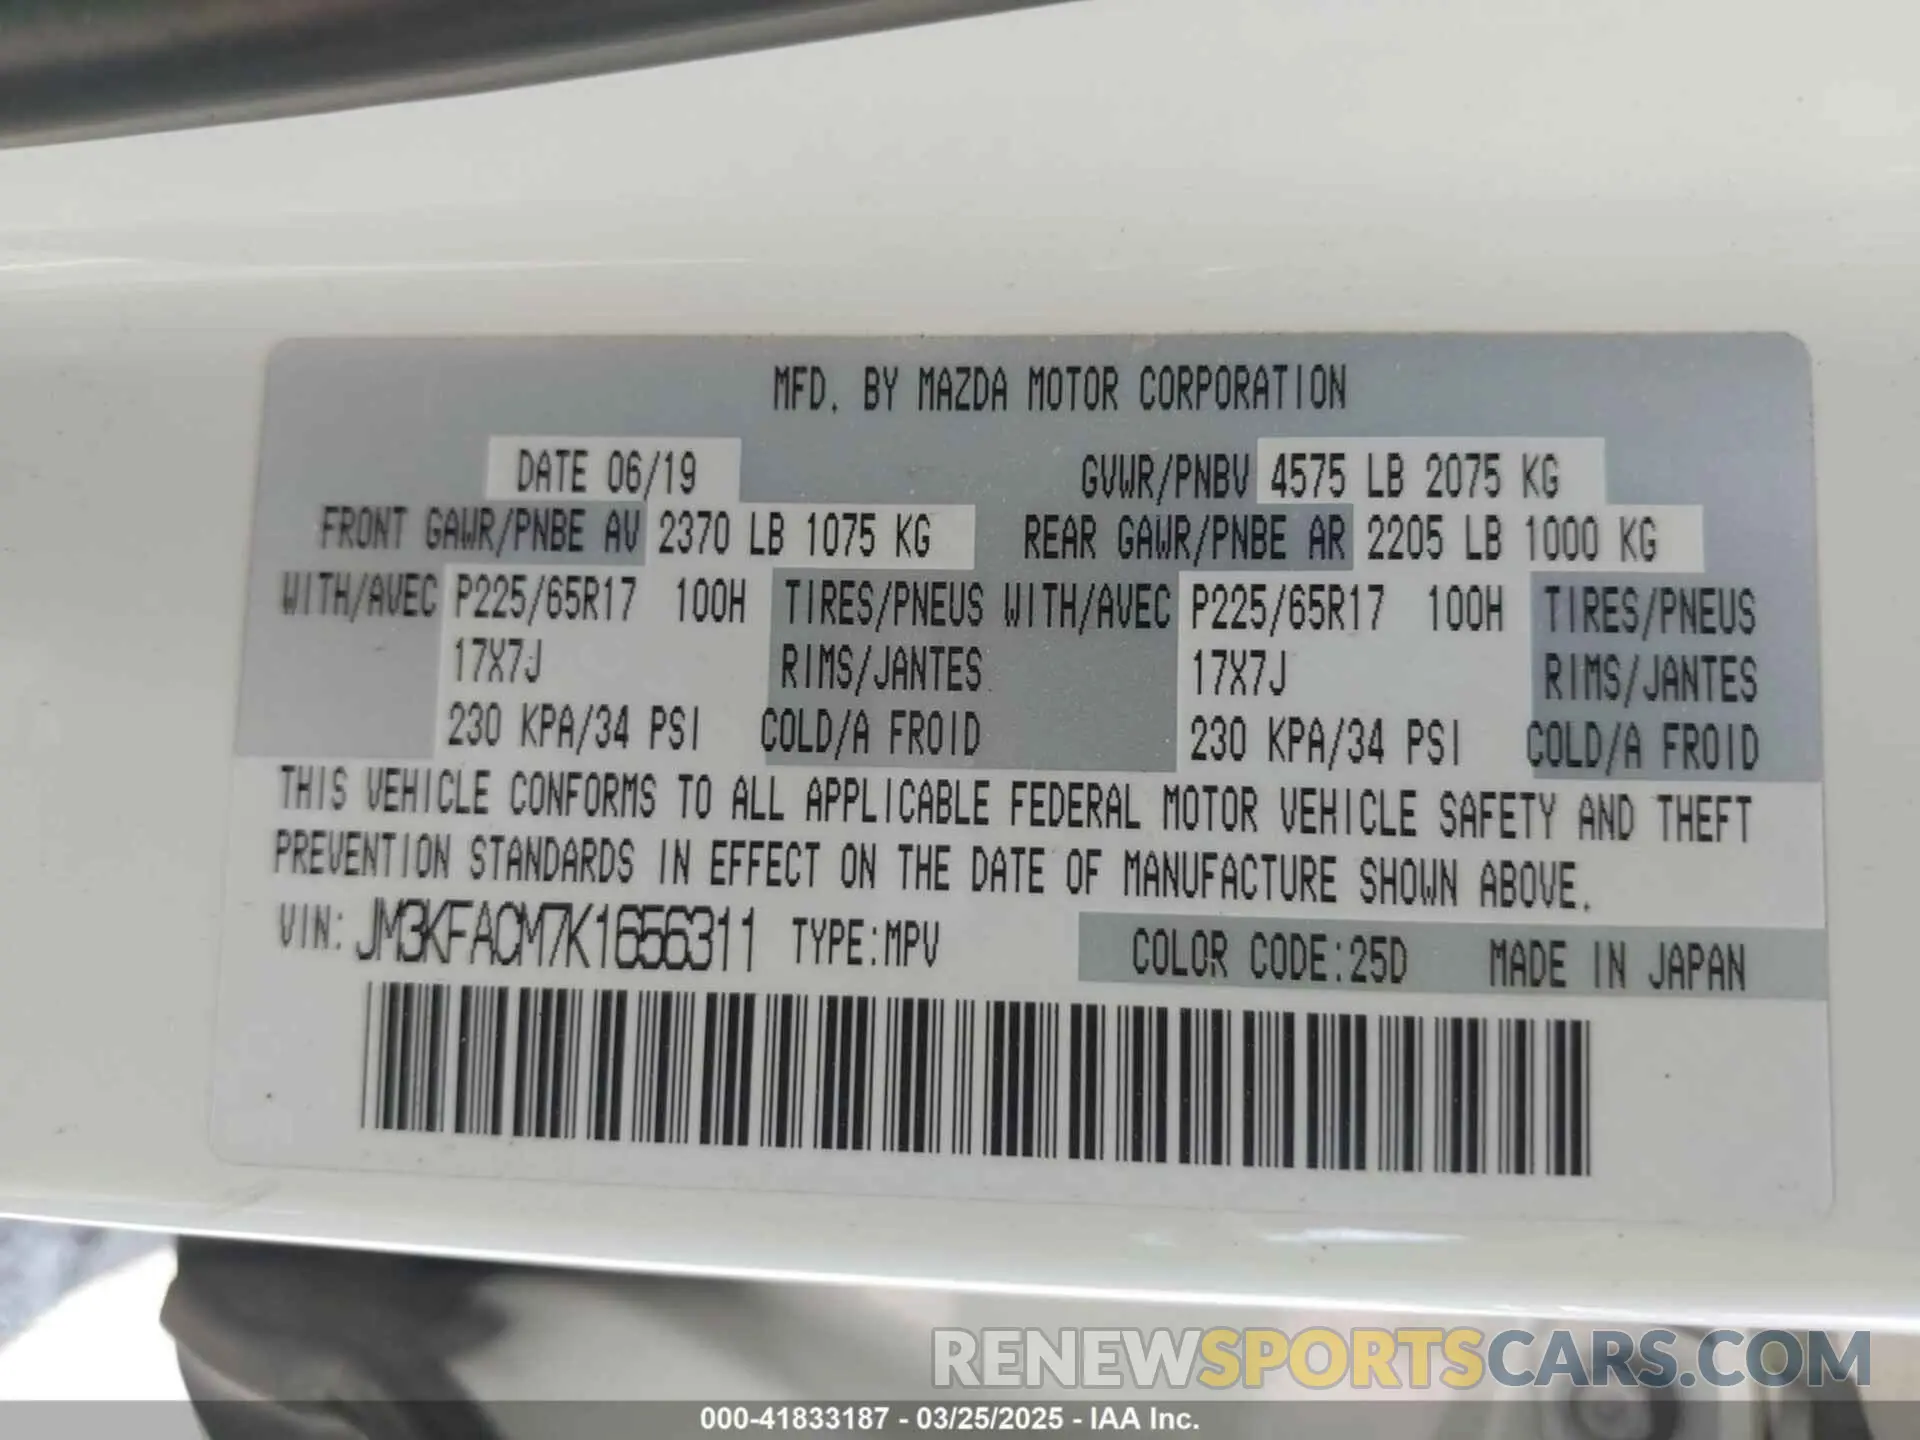 MFD. BY MAZDA MOTOR CORPORATION
DATE 06/19 GVWR/PNBV 4575 LB 2075 KG
FRONT GAWR/PNBE AV 2370 LB 1075 KG REAR GAWR/PNBE AR 2205 LB 1000 KG
WITH/AVEC P225/65R17 100H TIRES/PNEUS WITH/AVEC P225/65R17 100H TIRES/PNEUS
17X7J RIMS/JANTES 17X7J RIMS/JANTES
230 KPA/34 PSI COLD/A FROID 230 KPA/34 PSI COLD/A FROID
THIS VEHICLE CONFORMS TO ALL APPLICABLE FEDERAL MOTOR VEHICLE SAFETY AND THEFT
PREVENTION STANDARDS IN EFFECT ON THE DATE OF MANUFACTURE SHOWN ABOVE.
VIN: JM3KFACM7K1656311 TYPE:MPV COLOR CODE:25D MADE IN JAPAN
RENEWSPORTSCARS.COM
000-41833187 - 03/25/2025 - IAA Inc.